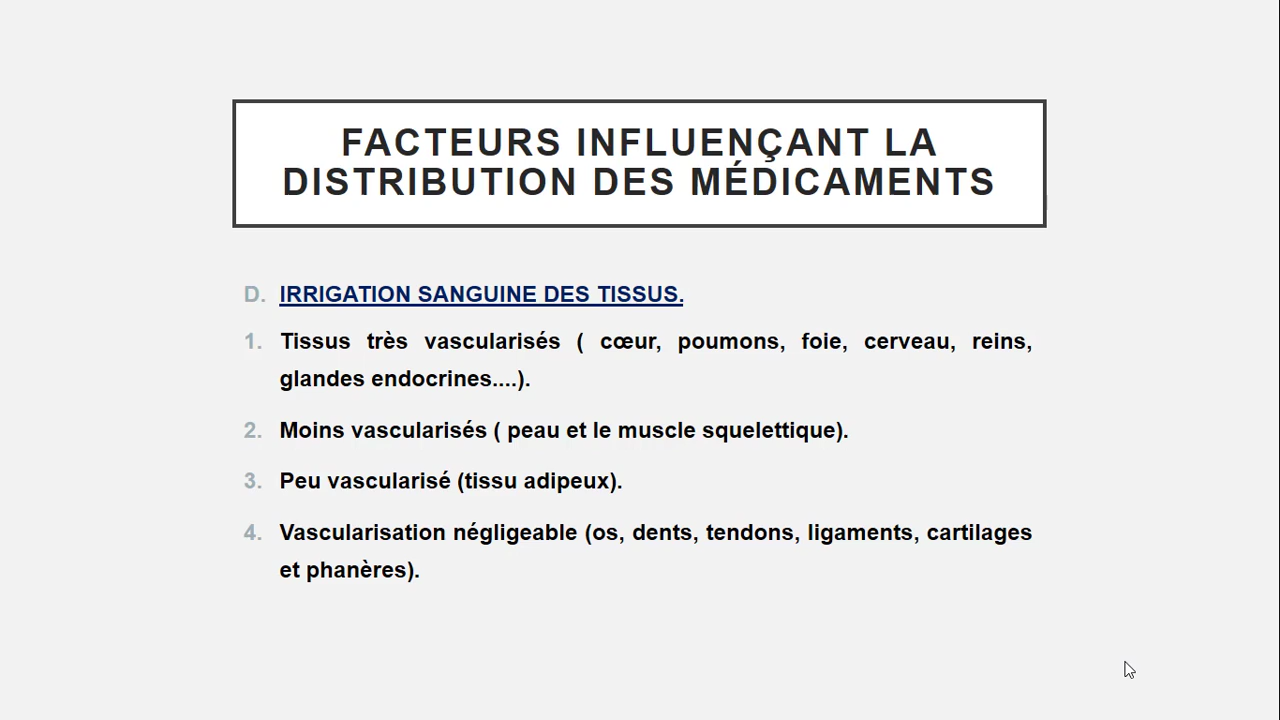 FACTEURS INFLUENÇANT LA
DISTRIBUTION DES MÉDICAMENTS
D. IRRIGATION SANGUINE DES TISSUS.
1. Tissus très vascularisés ( cœur, poumons, foie, cerveau, reins,
glandes endocrines....).
2. Moins vascularisés ( peau et le muscle squelettique).
3. Peu vascularisé (tissu adipeux).
4. Vascularisation négligeable (os, dents, tendons, ligaments, cartilages
et phanères).